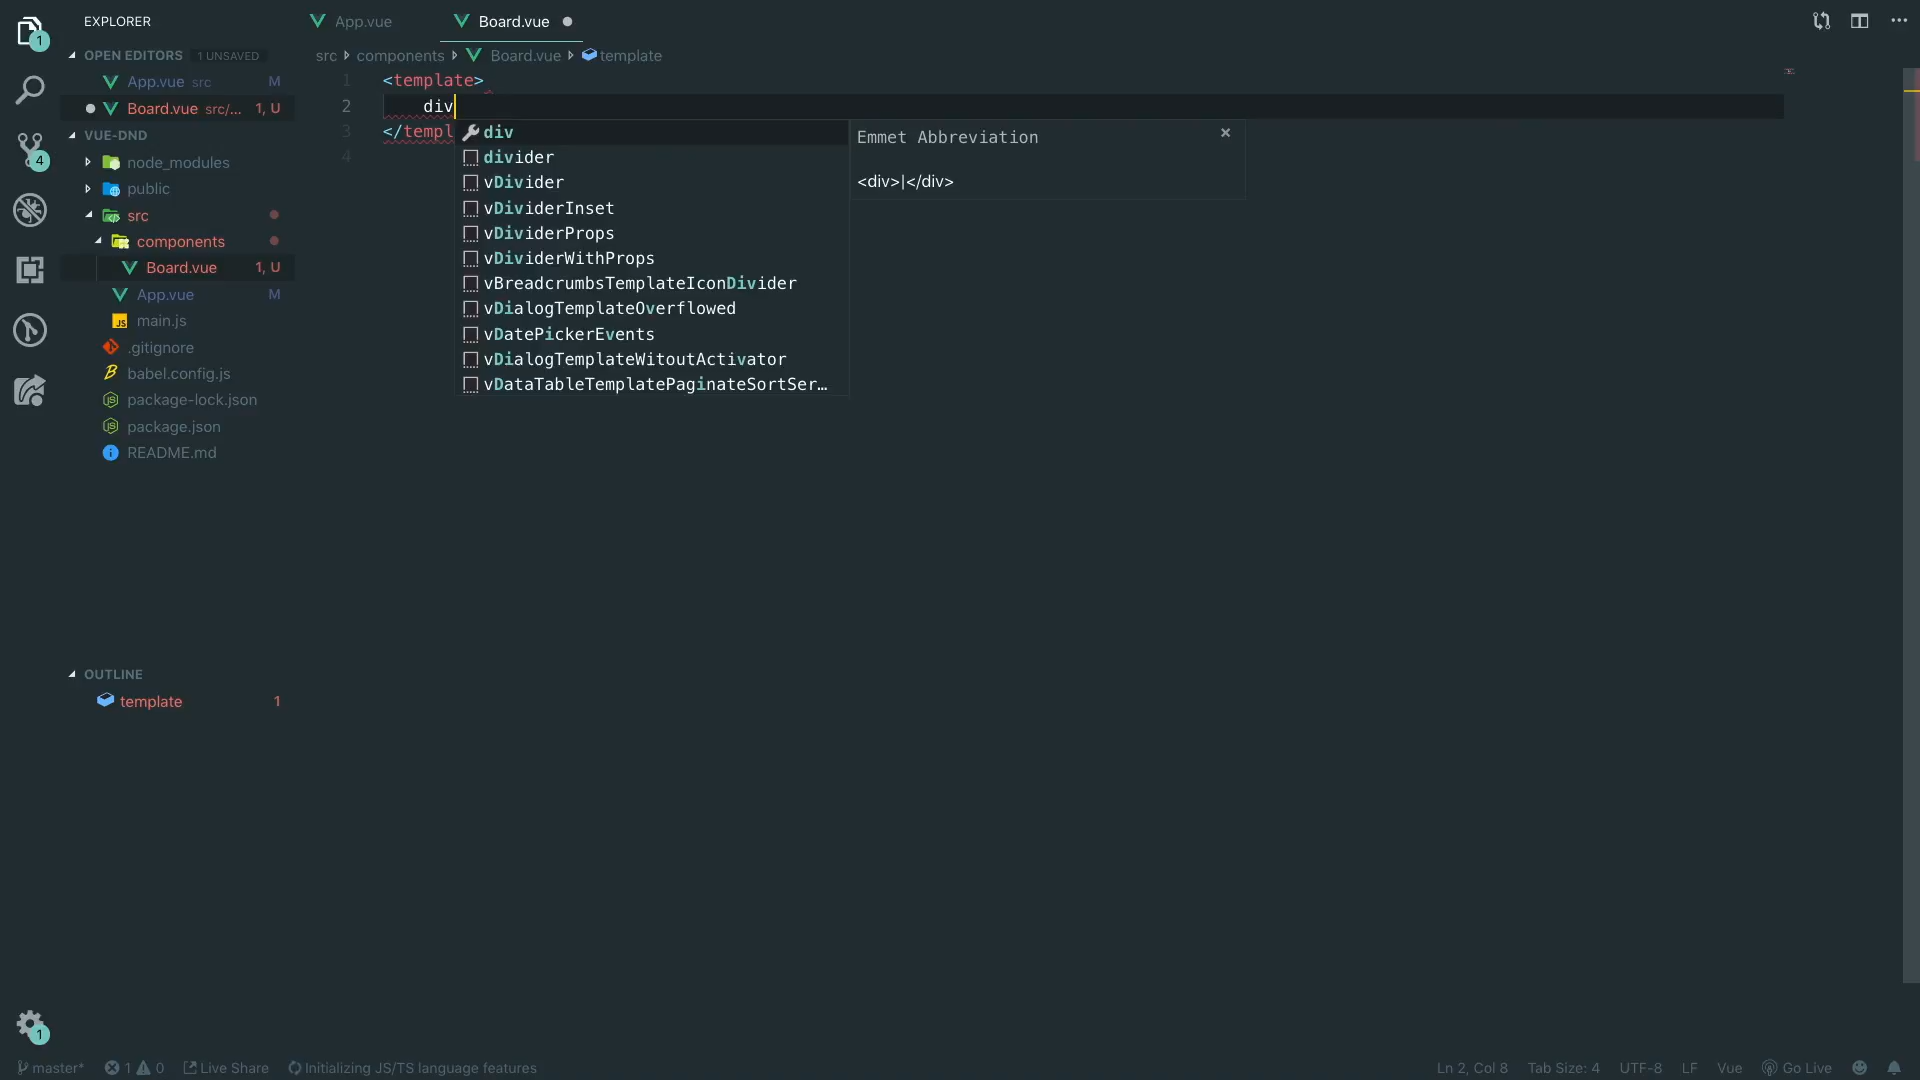 EXPLORER
OPEN EDITORS 1 UNSAVED
App.vue src M
Board.vue src/... 1, U
VUE-DND
node_modules
public
src
components
Board.vue 1, U
App.vue M
main.js
.gitignore
babel.config.js
package-lock.json
package.json
README.md
OUTLINE
template 1
1
4
1
App.vue
Board.vue
src components Board.vue template
1 <template>
2 div
3 </templ
4
div
divider
vDivider
vDividerInset
vDividerProps
vDividerWithProps
vBreadcrumbsTemplateIconDivider
vDialogTemplateOverflowed
vDatePickerEvents
vDialogTemplateWitoutActivator
vDataTableTemplatePaginateSortSer…
Emmet Abbreviation ×
<div>|</div>
master* 1 0 Live Share Initializing JS/TS language features
Ln 2, Col 8 Tab Size: 4 UTF-8 LF Vue Go Live